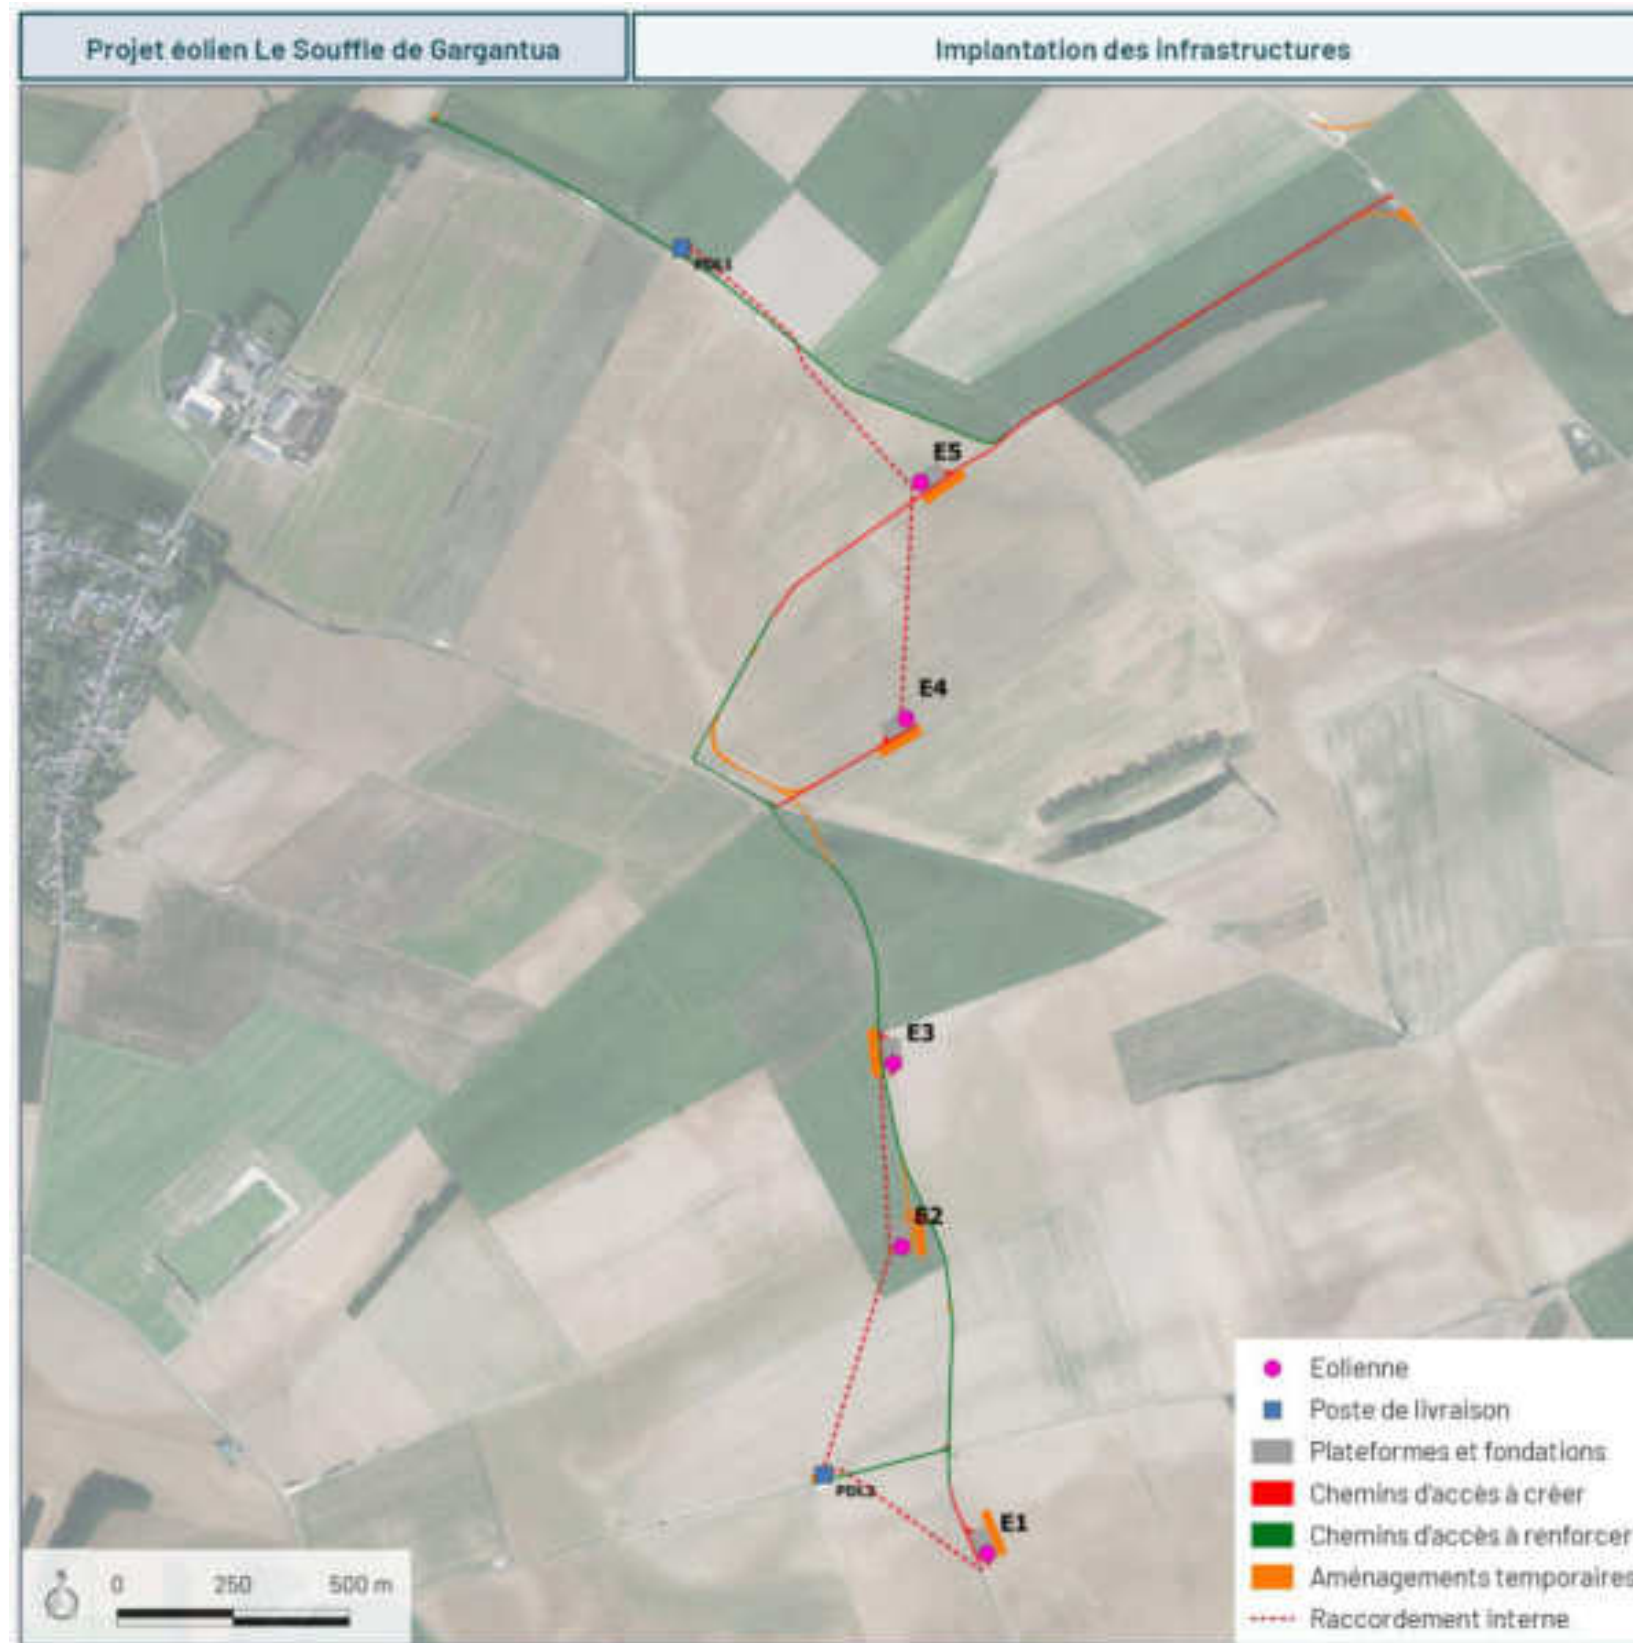 Projet éolien Le Souffle de Gargantua
Implantation des infrastructures
E5
E4
E3
E2
E1
0 250 500 m
Eolienne
Poste de livraison
Plateformes et fondations
Chemins d'accès à créer
Chemins d'accès à renforcer
Aménagements temporaires
Raccordement interne